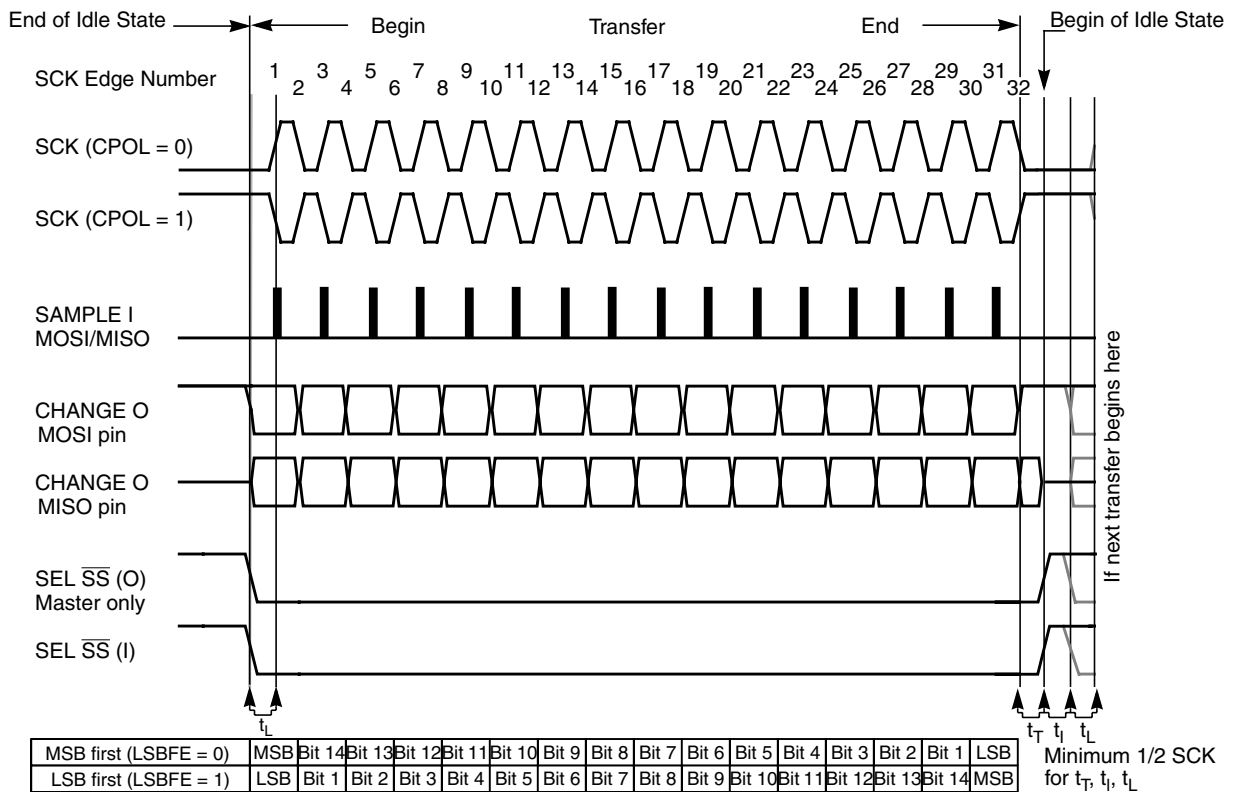 End of Idle State
Begin
Transfer
End
Begin of Idle State
SCK Edge Number
1 3 5 7 9 11 13 15 17 19 21 23 25 27 29 31
2 4 6 8 10 12 14 16 18 20 22 24 26 28 30 32
SCK (CPOL = 0)
SCK (CPOL = 1)
SAMPLE I
MOSI/MISO
CHANGE O
MOSI pin
CHANGE O
MISO pin
SEL SS (O)
Master only
SEL SS (I)
If next transfer begins here
tL
tT tI tL
MSB first (LSBFE = 0) MSB Bit 14 Bit 13 Bit 12 Bit 11 Bit 10 Bit 9 Bit 8 Bit 7 Bit 6 Bit 5 Bit 4 Bit 3 Bit 2 Bit 1 LSB
LSB first (LSBFE = 1) LSB Bit 1 Bit 2 Bit 3 Bit 4 Bit 5 Bit 6 Bit 7 Bit 8 Bit 9 Bit 10 Bit 11 Bit 12 Bit 13 Bit 14 MSB
Minimum 1/2 SCK
for tT, tI, tL